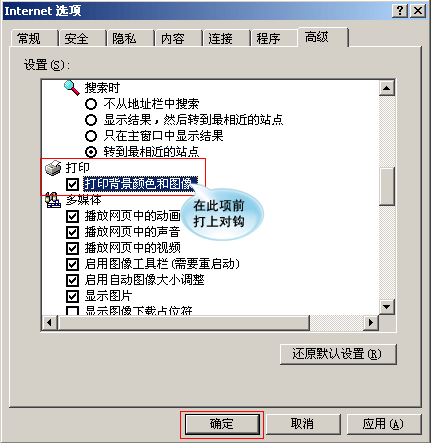 Internet 选项
常规 安全 隐私 内容 连接 程序 高级
设置(S):
搜索时
不从地址栏中搜索
显示结果，然后转到最相近的站点
只在主窗口中显示结果
转到最相近的站点
打印
打印背景颜色和图像
在此项前
打上对钩
多媒体
播放网页中的动画
播放网页中的声音
播放网页中的视频
启用图像工具栏(需要重启动)
启用自动图像大小调整
显示图片
显示图像下载占位符
还原默认设置(R)
确定 取消 应用(A)